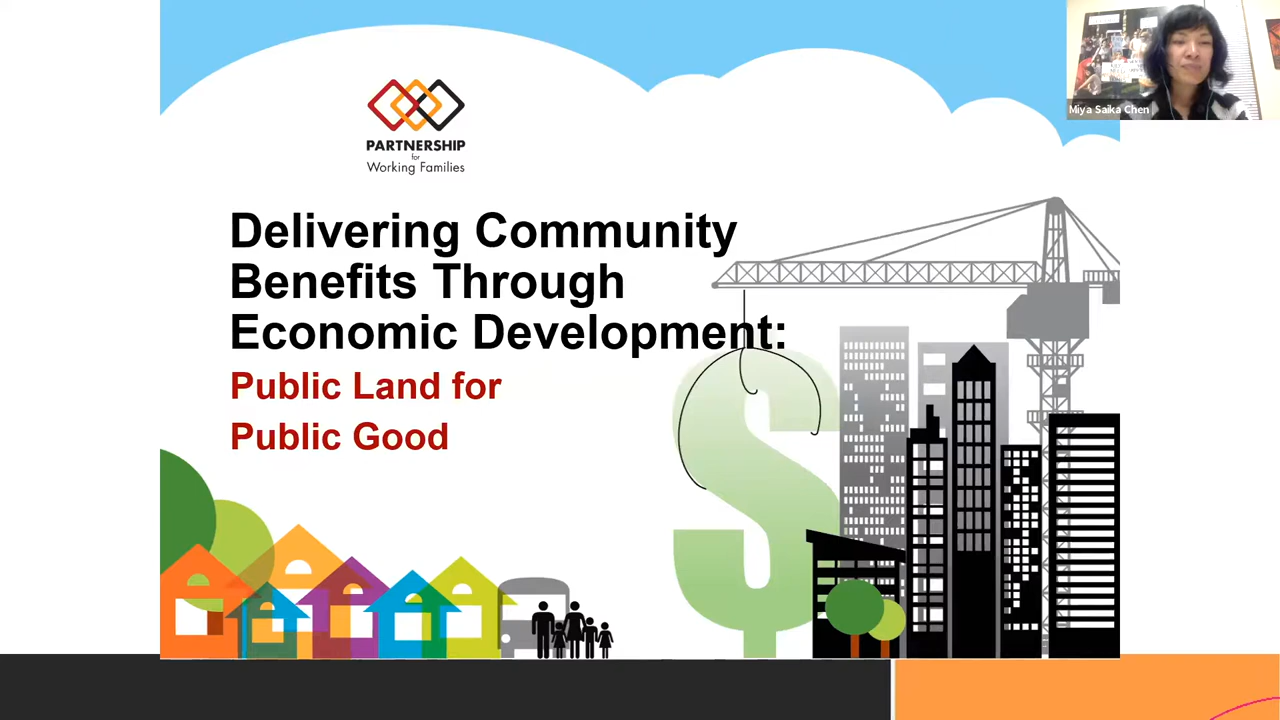 PARTNERSHIP
for
Working Families
Delivering Community
Benefits Through
Economic Development:
Public Land for
Public Good
Miya Saika Chen